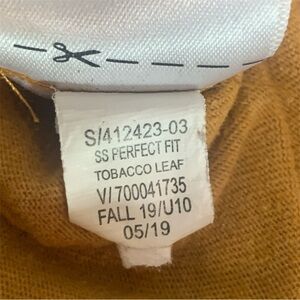 S/412423-03
SS PERFECT FIT
TOBACCO LEAF
V/700041735
FALL 19/U10
05/19